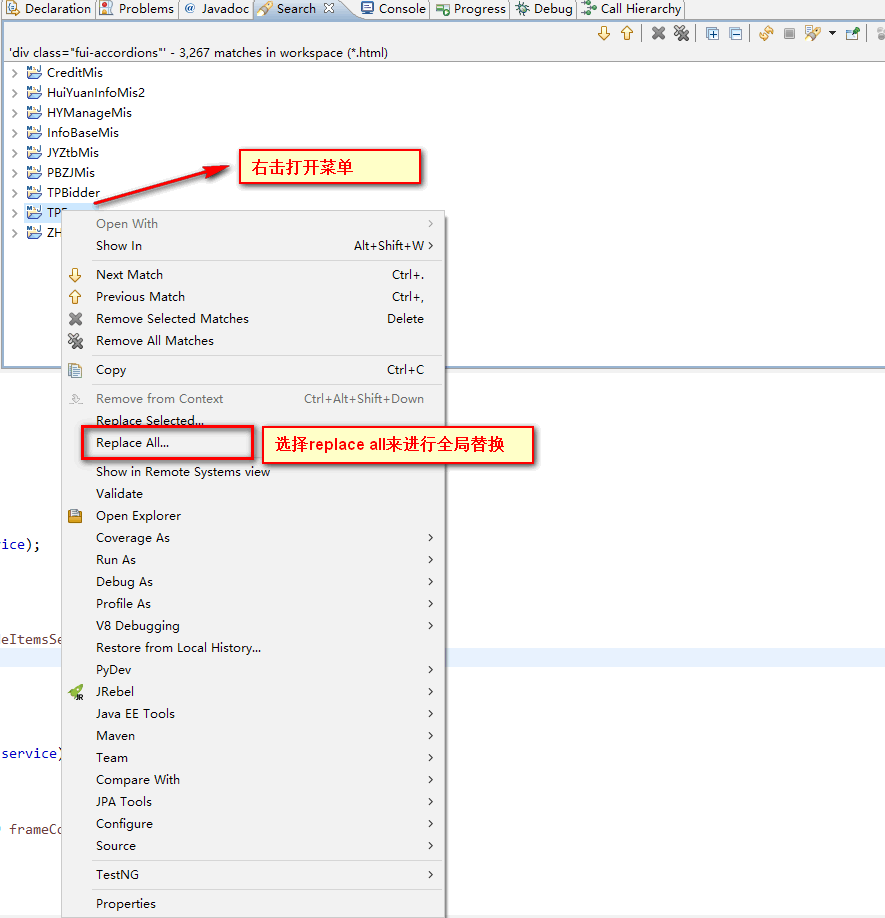 Declaration Problems @ Javadoc Search Console Progress Debug Call Hierarchy
'div class="fui-accordions"' - 3,267 matches in workspace (*.html)
CreditMis
HuiYuanInfoMis2
HYManageMis
InfoBaseMis
JYZtbMis
PBZJMis
右击打开菜单
TPBidder
TPF
ZH
Open With
Show In Alt+Shift+W
Next Match Ctrl+.
Previous Match Ctrl+,
Remove Selected Matches Delete
Remove All Matches
Copy Ctrl+C
Remove from Context Ctrl+Alt+Shift+Down
Replace Selected...
Replace All...
选择replace all来进行全局替换
Show in Remote Systems view
Validate
Open Explorer
Coverage As
ice);
Run As
Debug As
Profile As
V8 Debugging
eItemsSe
Restore from Local History...
PyDev
JRebel
Java EE Tools
Maven
service)
Team
Compare With
JPA Tools
Configure
frameCo
Source
TestNG
Properties